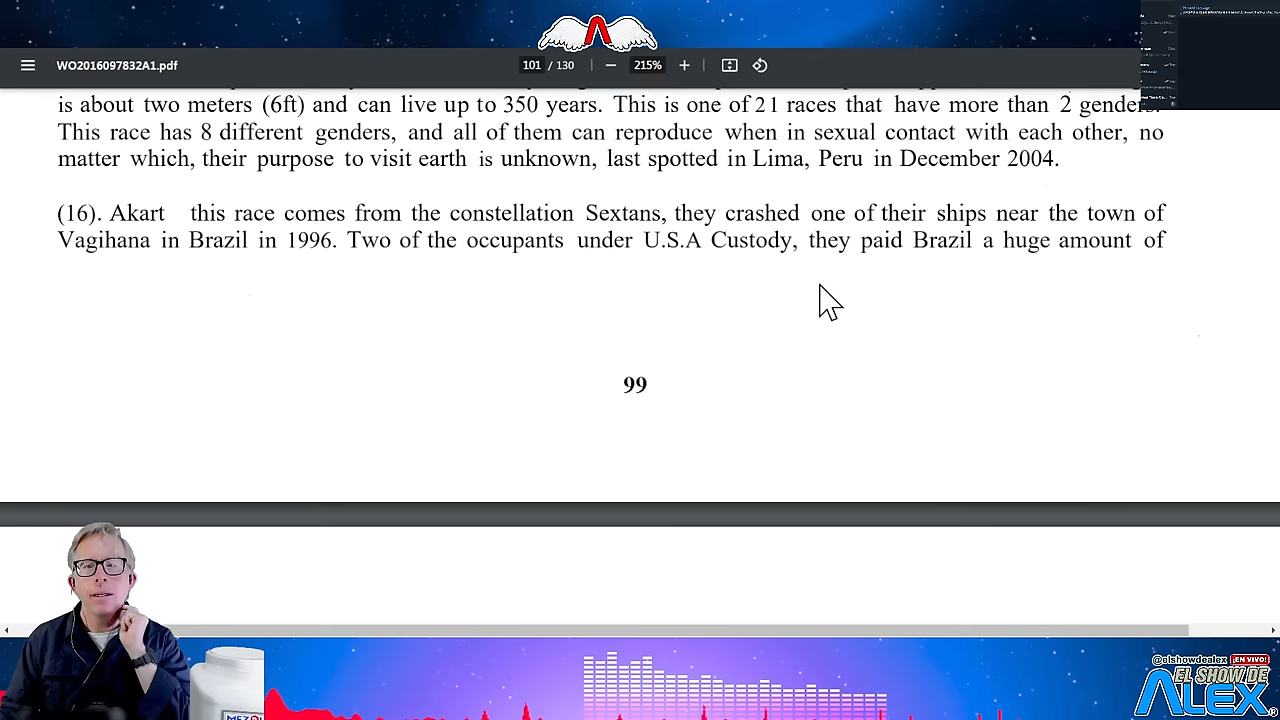 WO2016097832A1.pdf
101 / 130
215%
is about two meters (6ft) and can live up to 350 years. This is one of 21 races that have more than 2 genders.
This race has 8 different genders, and all of them can reproduce when in sexual contact with each other, no
matter which, their purpose to visit earth is unknown, last spotted in Lima, Peru in December 2004.
(16). Akart this race comes from the constellation Sextans, they crashed one of their ships near the town of
Vagihana in Brazil in 1996. Two of the occupants under U.S.A Custody, they paid Brazil a huge amount of
99
@elshowdealex ¡EN VIVO!
EL SHOW DE
ALEX